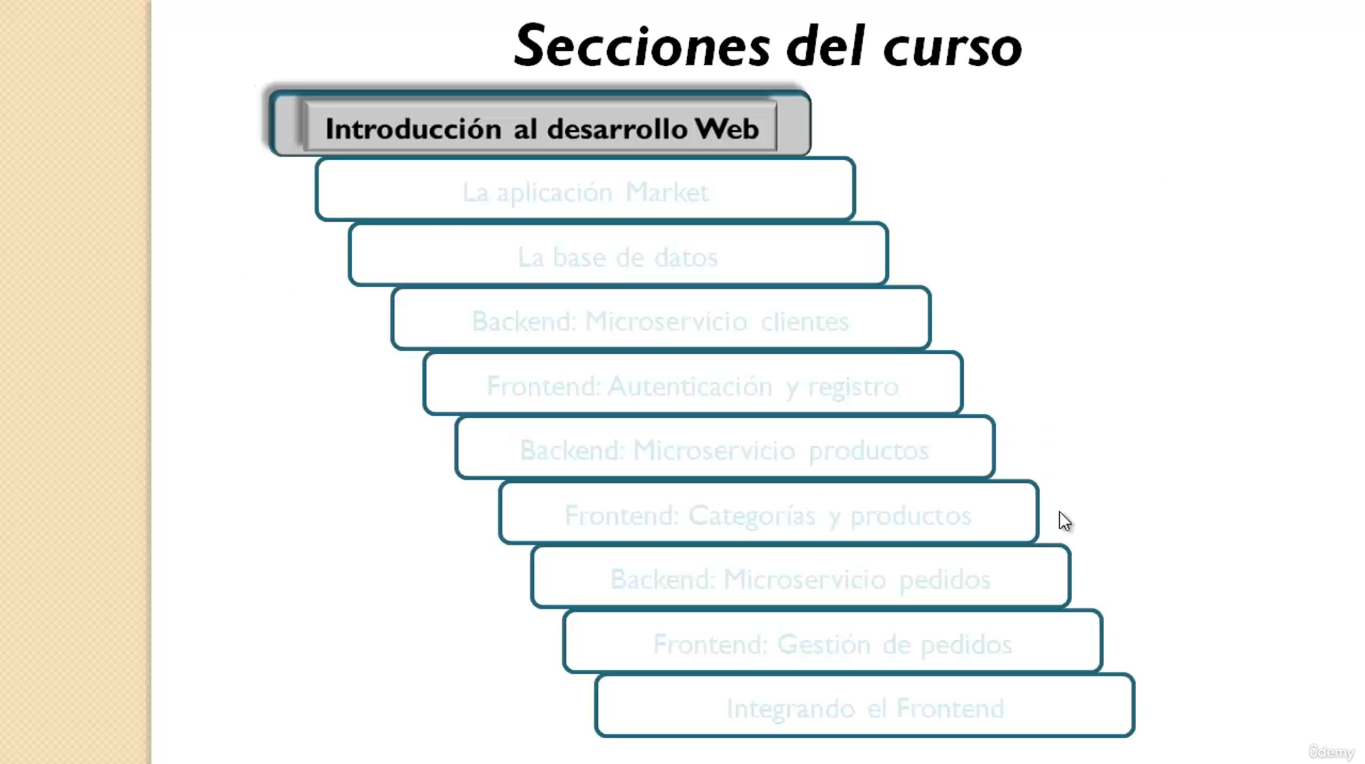 Secciones del curso
Introducción al desarrollo Web
La aplicación Market
La base de datos
Backend: Microservicio clientes
Frontend: Autenticación y registro
Backend: Microservicio productos
Frontend: Categorías y productos
Backend: Microservicio pedidos
Frontend: Gestión de pedidos
Integrando el Frontend
ûdemy